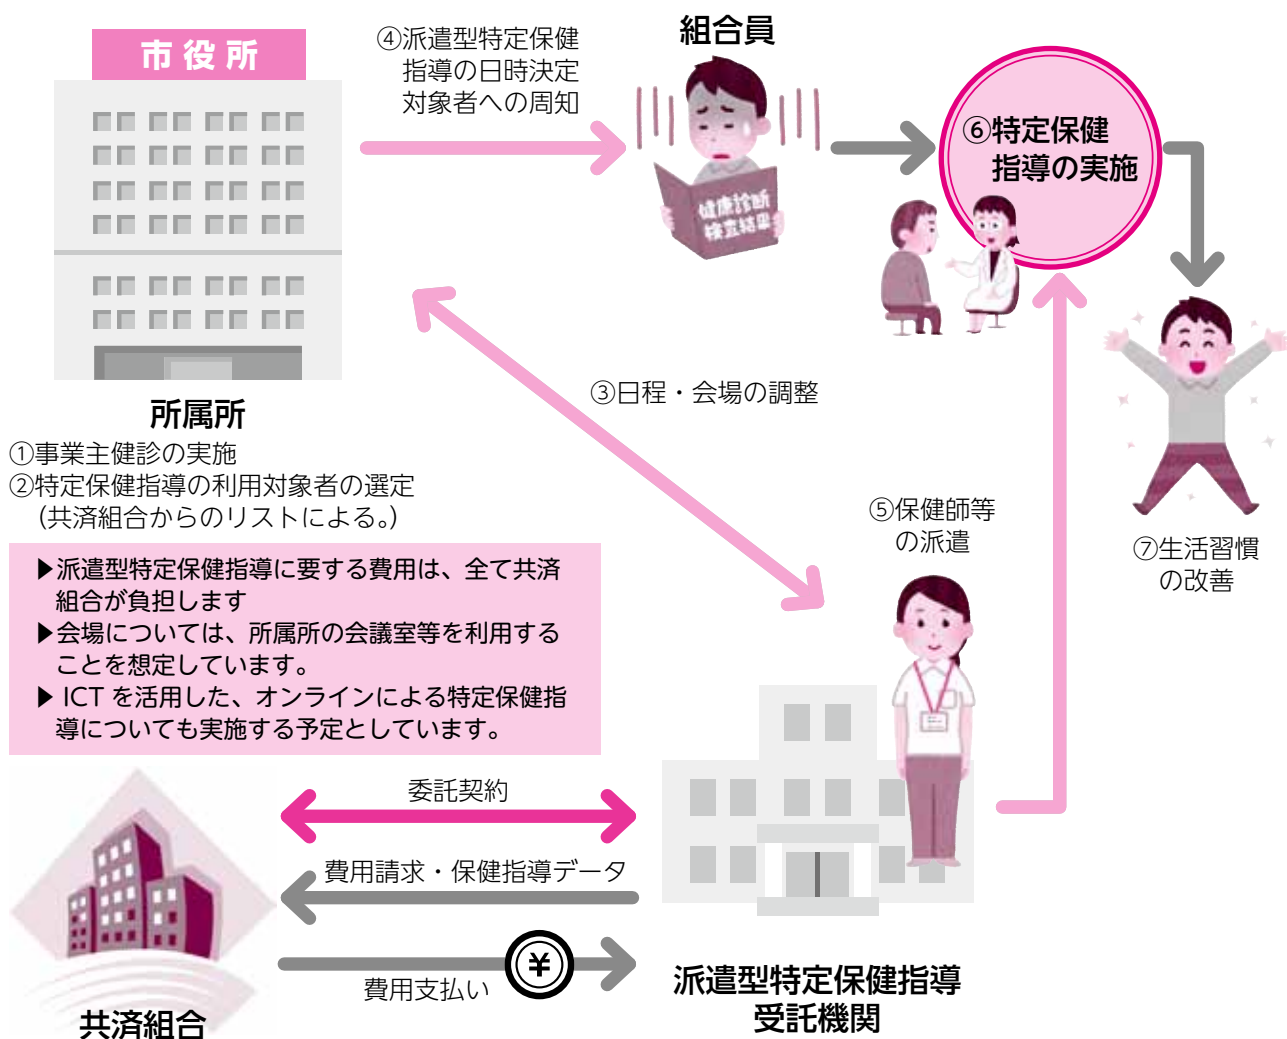 市役所
④派遣型特定保健
指導の日時決定
対象者への周知
組合員
健康診断
検査結果
⑥特定保健
指導の実施
③日程・会場の調整
所属所
①事業主健診の実施
②特定保健指導の利用対象者の選定
(共済組合からのリストによる。)
▶派遣型特定保健指導に要する費用は、全て共済
組合が負担します
▶会場については、所属所の会議室等を利用する
ことを想定しています。
▶ ICT を活用した、オンラインによる特定保健指
導についても実施する予定としています。
⑤保健師等
の派遣
⑦生活習慣
の改善
委託契約
費用請求・保健指導データ
¥
費用支払い
共済組合
派遣型特定保健指導
受託機関